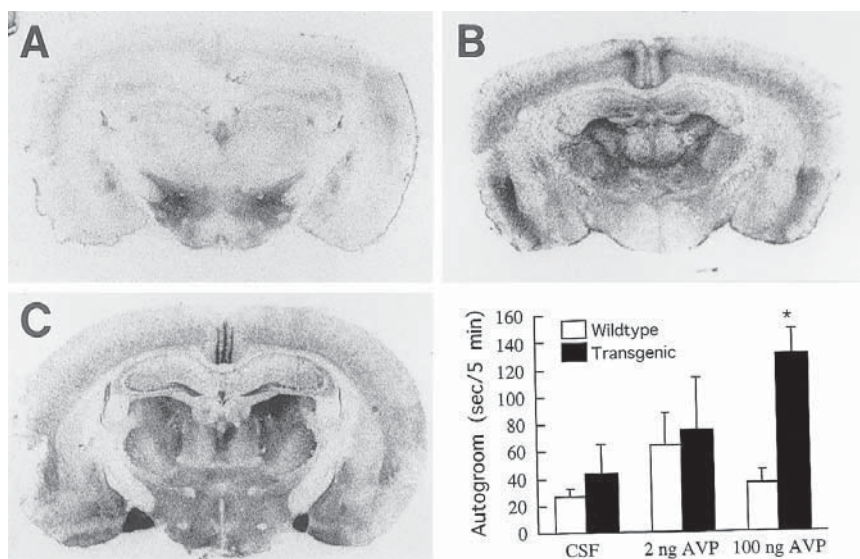 A
B
C
160
140
120
100
80
60
40
20
0
Autogroom (sec/5 min)
Wildtype
Transgenic
*
CSF
2 ng AVP
100 ng AVP